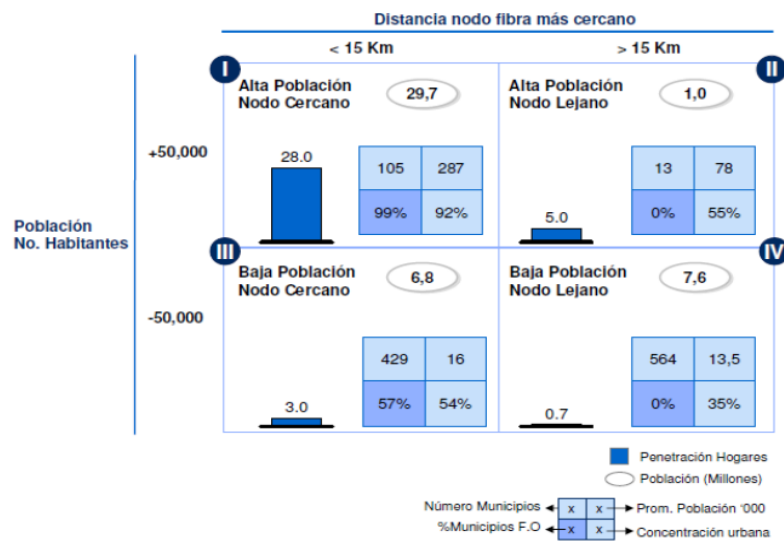 Distancia nodo fibra más cercano
< 15 Km
> 15 Km
I
Alta Población
Nodo Cercano
29,7
28.0
105 287
99% 92%
II
Alta Población
Nodo Lejano
1,0
5.0
13 78
0% 55%
+50,000
Población
No. Habitantes
-50,000
III
Baja Población
Nodo Cercano
6,8
3.0
429 16
57% 54%
IV
Baja Población
Nodo Lejano
7,6
0.7
564 13,5
0% 35%
Penetración Hogares
Población (Millones)
Número Municipios x x Prom. Población '000
%Municipios F.O x x Concentración urbana